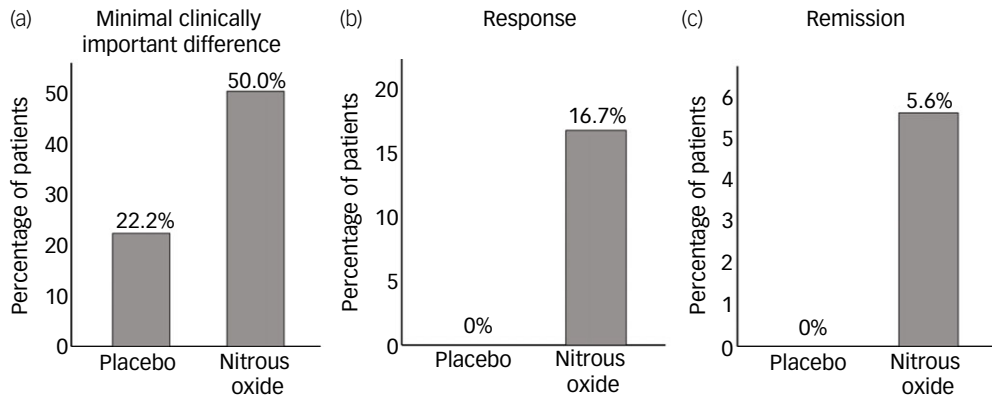 (a) Minimal clinically
important difference
Percentage of patients
50
40
30
20
10
0
22.2%
50.0%
Placebo
Nitrous
oxide
(b) Response
Percentage of patients
20
15
10
5
0
0%
16.7%
Placebo
Nitrous
oxide
(c) Remission
Percentage of patients
6
5
4
3
2
1
0
0%
5.6%
Placebo
Nitrous
oxide